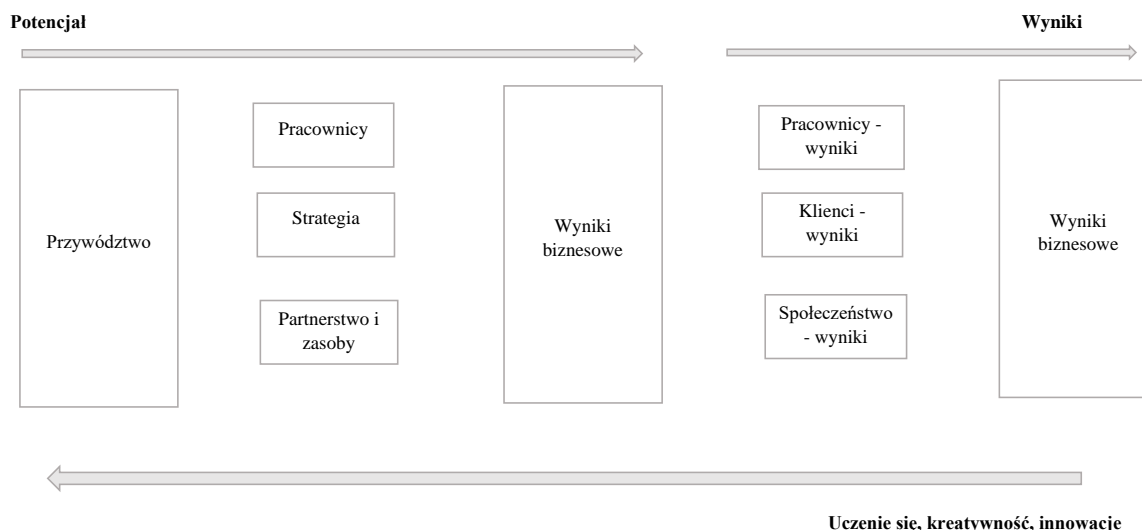 Potencjał
Wyniki
Przywództwo
Pracownicy
Strategia
Partnerstwo i
zasoby
Wyniki
biznesowe
Pracownicy -
wyniki
Klienci -
wyniki
Społeczeństwo
- wyniki
Wyniki
biznesowe
Uczenie się, kreatywność, innowacje